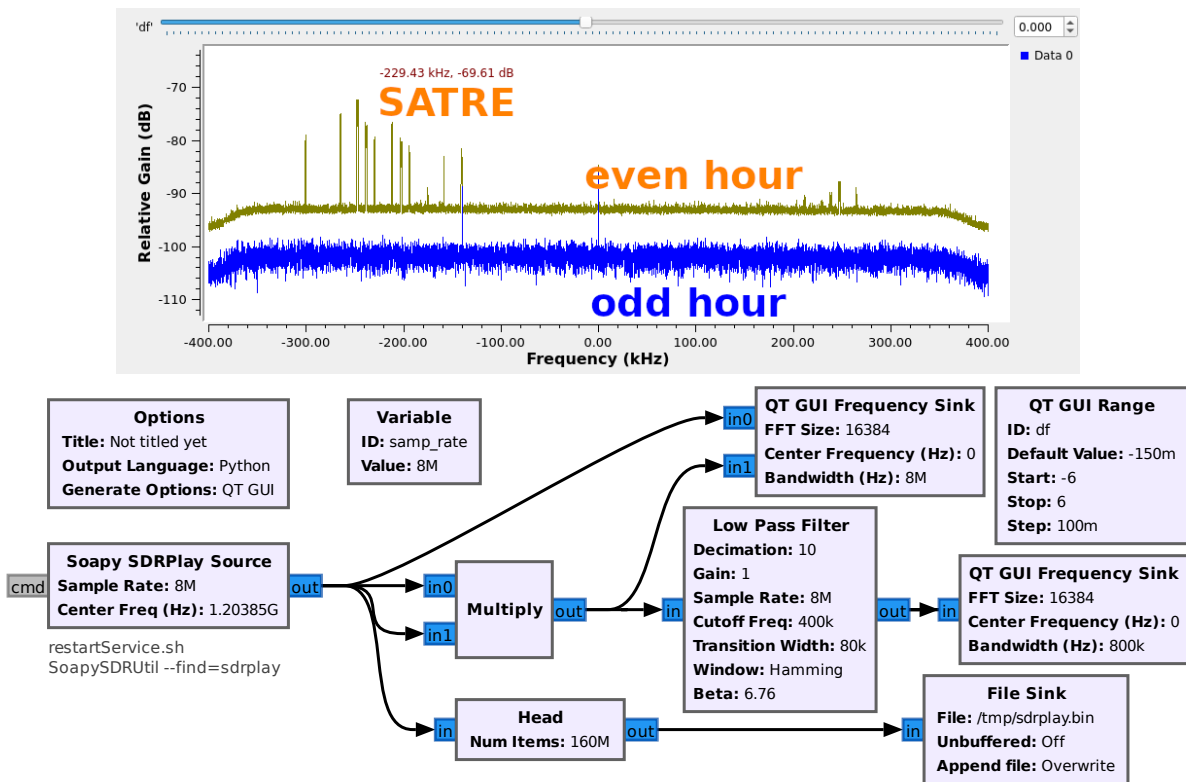 'df'
0.000
Data 0
-229.43 kHz, -69.61 dB
SATRE
even hour
odd hour
Relative Gain (dB)
-70
-80
-90
-100
-110
-400.00 -300.00 -200.00 -100.00 0.00 100.00 200.00 300.00 400.00
Frequency (kHz)
Options
Title: Not titled yet
Output Language: Python
Generate Options: QT GUI
Variable
ID: samp_rate
Value: 8M
in0
in1
QT GUI Frequency Sink
FFT Size: 16384
Center Frequency (Hz): 0
Bandwidth (Hz): 8M
QT GUI Range
ID: df
Default Value: -150m
Start: -6
Stop: 6
Step: 100m
cmd
Soapy SDRPlay Source
Sample Rate: 8M
Center Freq (Hz): 1.20385G
out
restartService.sh
SoapySDRUtil --find=sdrplay
in0
in1
Multiply
out
in
Low Pass Filter
Decimation: 10
Gain: 1
Sample Rate: 8M
Cutoff Freq: 400k
Transition Width: 80k
Window: Hamming
Beta: 6.76
out
in
QT GUI Frequency Sink
FFT Size: 16384
Center Frequency (Hz): 0
Bandwidth (Hz): 800k
in
Head
Num Items: 160M
out
in
File Sink
File: /tmp/sdrplay.bin
Unbuffered: Off
Append file: Overwrite